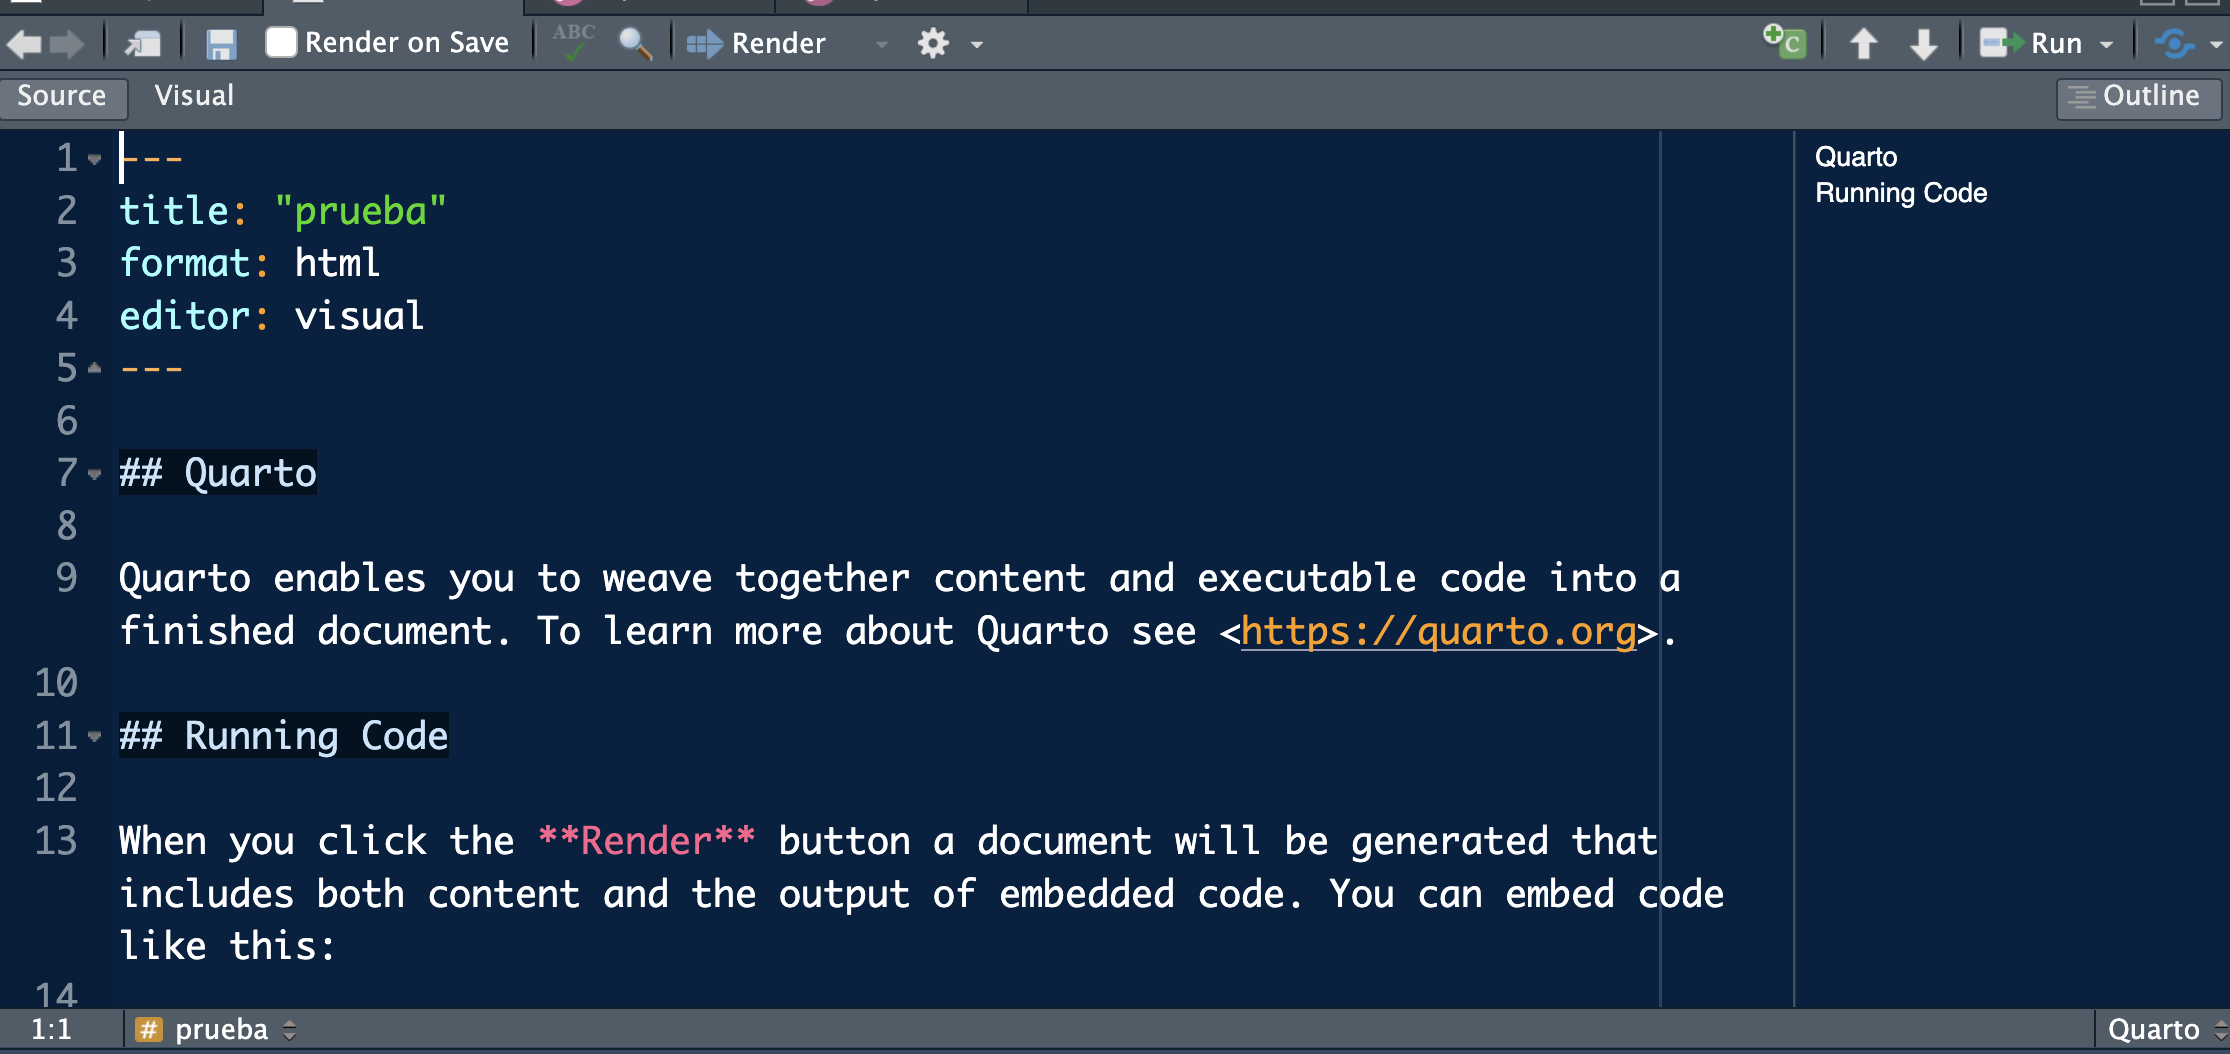 Render on Save ABC Render Run
Source Visual Outline
1 ---
2 title: "prueba"
3 format: html
4 editor: visual
5 ---
6
7 ## Quarto
8
9 Quarto enables you to weave together content and executable code into a
finished document. To learn more about Quarto see <https://quarto.org>.
10
11 ## Running Code
12
13 When you click the **Render** button a document will be generated that
includes both content and the output of embedded code. You can embed code
like this:
14
Quarto
Running Code
1:1 # prueba Quarto